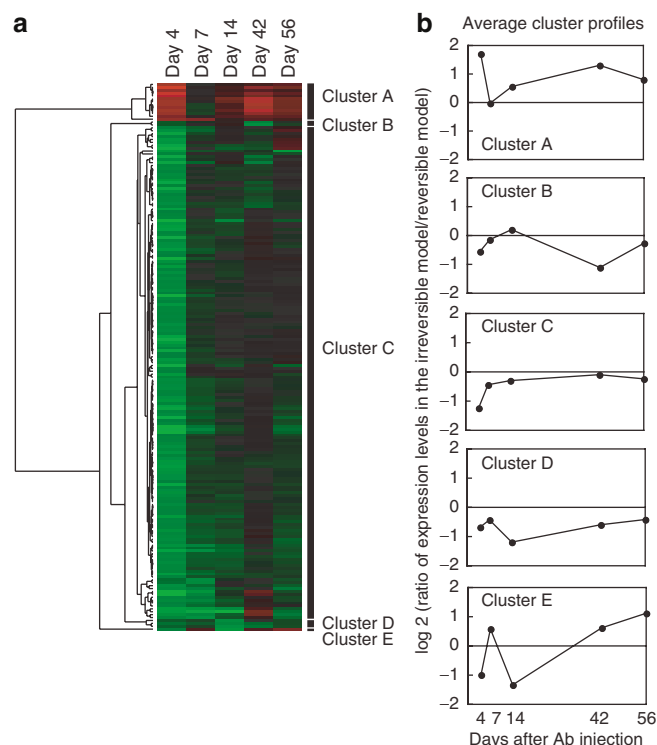 a
Day 4
Day 7
Day 14
Day 42
Day 56
Cluster A
Cluster B
Cluster C
Cluster D
Cluster E
b
Average cluster profiles
log 2 (ratio of expression levels in the irreversible model/reversible model)
2
1
0
−1
−2
Cluster A
2
1
0
−1
−2
Cluster B
2
1
0
−1
−2
Cluster C
2
1
0
−1
−2
Cluster D
2
1
0
−1
−2
Cluster E
4 7 14 42 56
Days after Ab injection